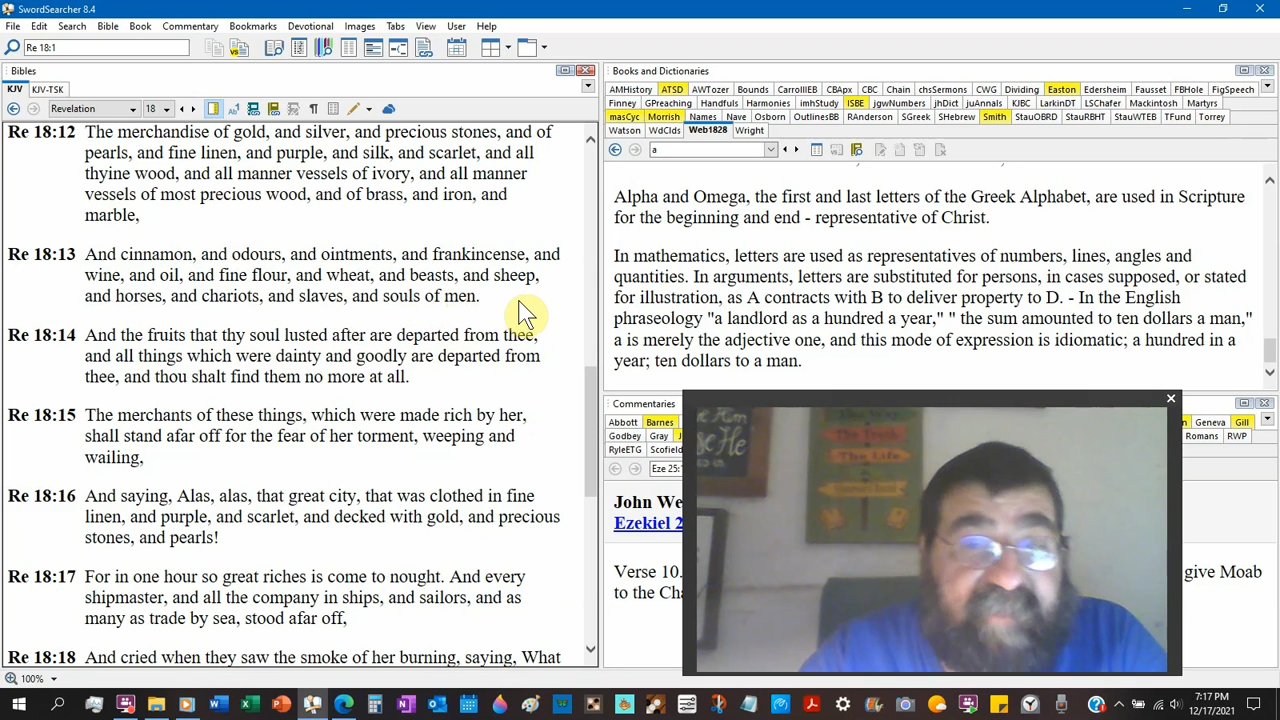 SwordSearcher 8.4
File Edit Search Bible Book Commentary Bookmarks Devotional Images Tabs View User Help
Re 18:1
Bibles
KJV KJV-TSK
Revelation 18
Re 18:12 The merchandise of gold, and silver, and precious stones, and of
pearls, and fine linen, and purple, and silk, and scarlet, and all
thyine wood, and all manner vessels of ivory, and all manner
vessels of most precious wood, and of brass, and iron, and
marble,
Re 18:13 And cinnamon, and odours, and ointments, and frankincense, and
wine, and oil, and fine flour, and wheat, and beasts, and sheep,
and horses, and chariots, and slaves, and souls of men.
Re 18:14 And the fruits that thy soul lusted after are departed from thee,
and all things which were dainty and goodly are departed from
thee, and thou shalt find them no more at all.
Re 18:15 The merchants of these things, which were made rich by her,
shall stand afar off for the fear of her torment, weeping and
wailing,
Re 18:16 And saying, Alas, alas, that great city, that was clothed in fine
linen, and purple, and scarlet, and decked with gold, and precious
stones, and pearls!
Re 18:17 For in one hour so great riches is come to nought. And every
shipmaster, and all the company in ships, and sailors, and as
many as trade by sea, stood afar off,
Re 18:18 And cried when they saw the smoke of her burning, saying, What
100%
Books and Dictionaries
AMHistory ATSD AWTozer Bounds CarrollEB CBApx CBC Chain chsSermons CWG Dividing Easton Edersheim Fausset FBHole FigSpeech
Finney GPreaching Handfuls Harmonies imhStudy ISBE jgwNumbers jhDict juAnnals KJBC LarkinDT LSChafer Mackintosh Martyrs
masCyc Morrish Names Nave Osborn OutlinesBB RAnderson SGreek SHebrew Smith StauOBRD StauRBHT StauWTEB TFund Torrey
Watson WdClds Web1828 Wright
a
Alpha and Omega, the first and last letters of the Greek Alphabet, are used in Scripture
for the beginning and end - representative of Christ.
In mathematics, letters are used as representatives of numbers, lines, angles and
quantities. In arguments, letters are substituted for persons, in cases supposed, or stated
for illustration, as A contracts with B to deliver property to D. - In the English
phraseology "a landlord as a hundred a year," " the sum amounted to ten dollars a man,"
a is merely the adjective one, and this mode of expression is idiomatic; a hundred in a
year; ten dollars to a man.
Commentaries
Abbott Barnes Geneva Gill
Godbey Gray Romans RWP
RyleETG Scofield
Eze 25:
John We
Ezekiel 2
Verse 10. give Moab
to the Cha
The Truth
The Life
7:17 PM
12/17/2021